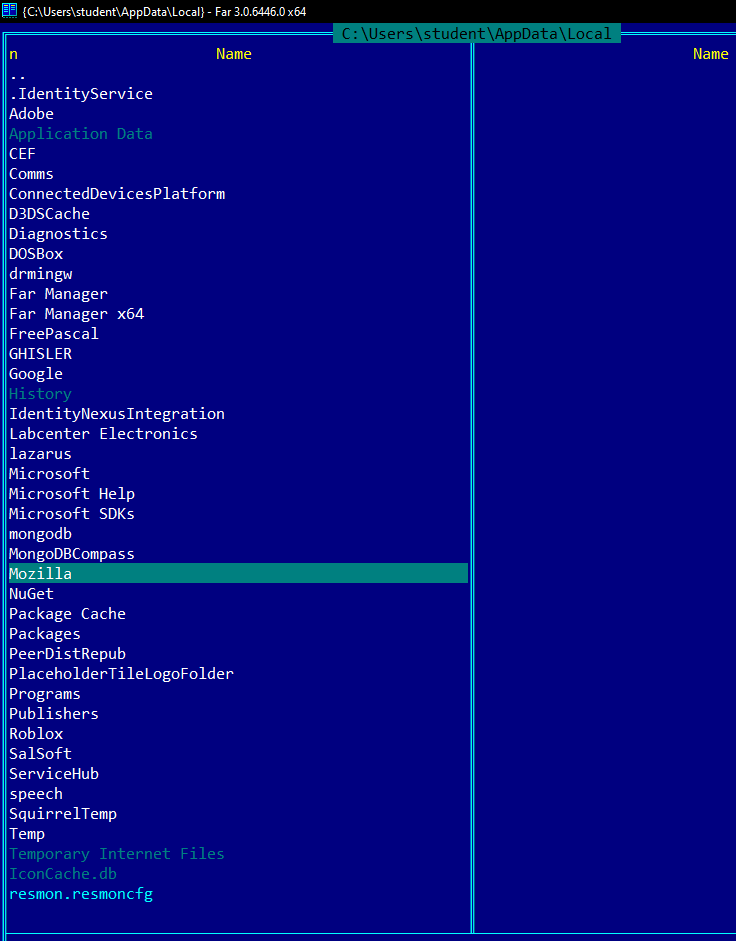 {C:\Users\student\AppData\Local} - Far 3.0.6446.0 x64
C:\Users\student\AppData\Local
n Name Name
..
.IdentityService
Adobe
Application Data
CEF
Comms
ConnectedDevicesPlatform
D3DSCache
Diagnostics
DOSBox
drmingw
Far Manager
Far Manager x64
FreePascal
GHISLER
Google
History
IdentityNexusIntegration
Labcenter Electronics
lazarus
Microsoft
Microsoft Help
Microsoft SDKs
mongodb
MongoDBCompass
Mozilla
NuGet
Package Cache
Packages
PeerDistRepub
PlaceholderTileLogoFolder
Programs
Publishers
Roblox
SalSoft
ServiceHub
speech
SquirrelTemp
Temp
Temporary Internet Files
IconCache.db
resmon.resmoncfg